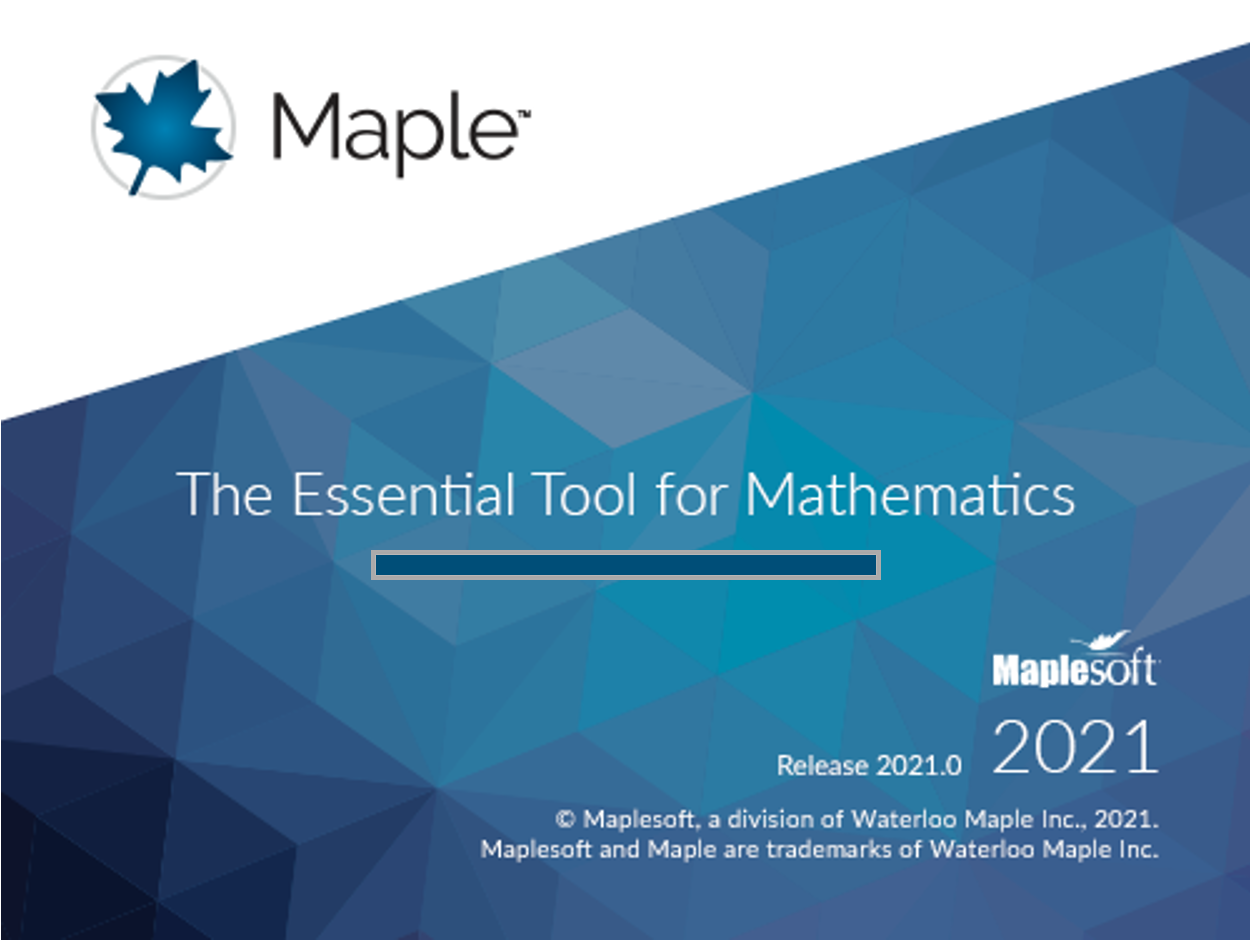 Maple™
The Essential Tool for Mathematics
Maplesoft
2021
Release 2021.0
© Maplesoft, a division of Waterloo Maple Inc., 2021.
Maplesoft and Maple are trademarks of Waterloo Maple Inc.